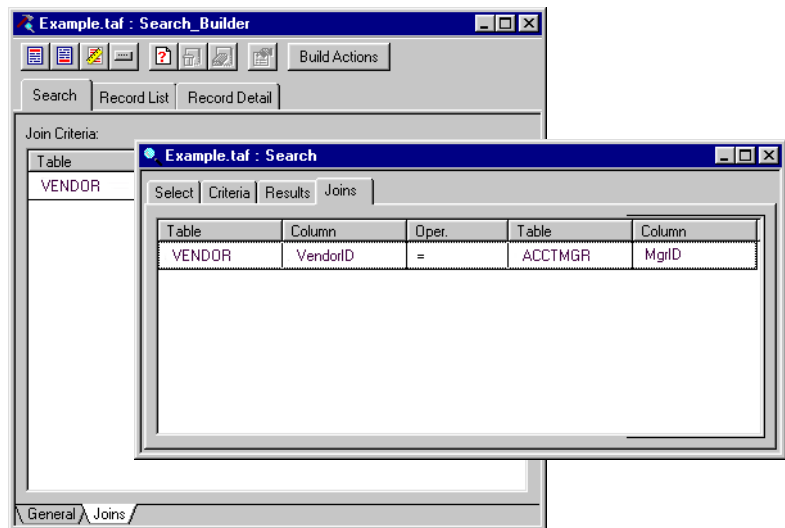 Example.taf : Search_Builder
Build Actions
Search Record List Record Detail
Join Criteria:
Table
VENDOR
Example.taf : Search
Select Criteria Results Joins
Table Column Oper. Table Column
VENDOR VendorID = ACCTMGR MgrID
General Joins